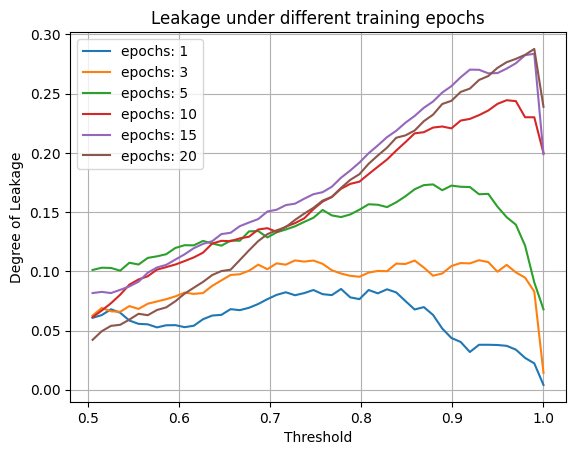 Leakage under different training epochs
epochs: 1
epochs: 3
epochs: 5
epochs: 10
epochs: 15
epochs: 20
Degree of Leakage
0.30
0.25
0.20
0.15
0.10
0.05
0.00
0.5 0.6 0.7 0.8 0.9 1.0
Threshold